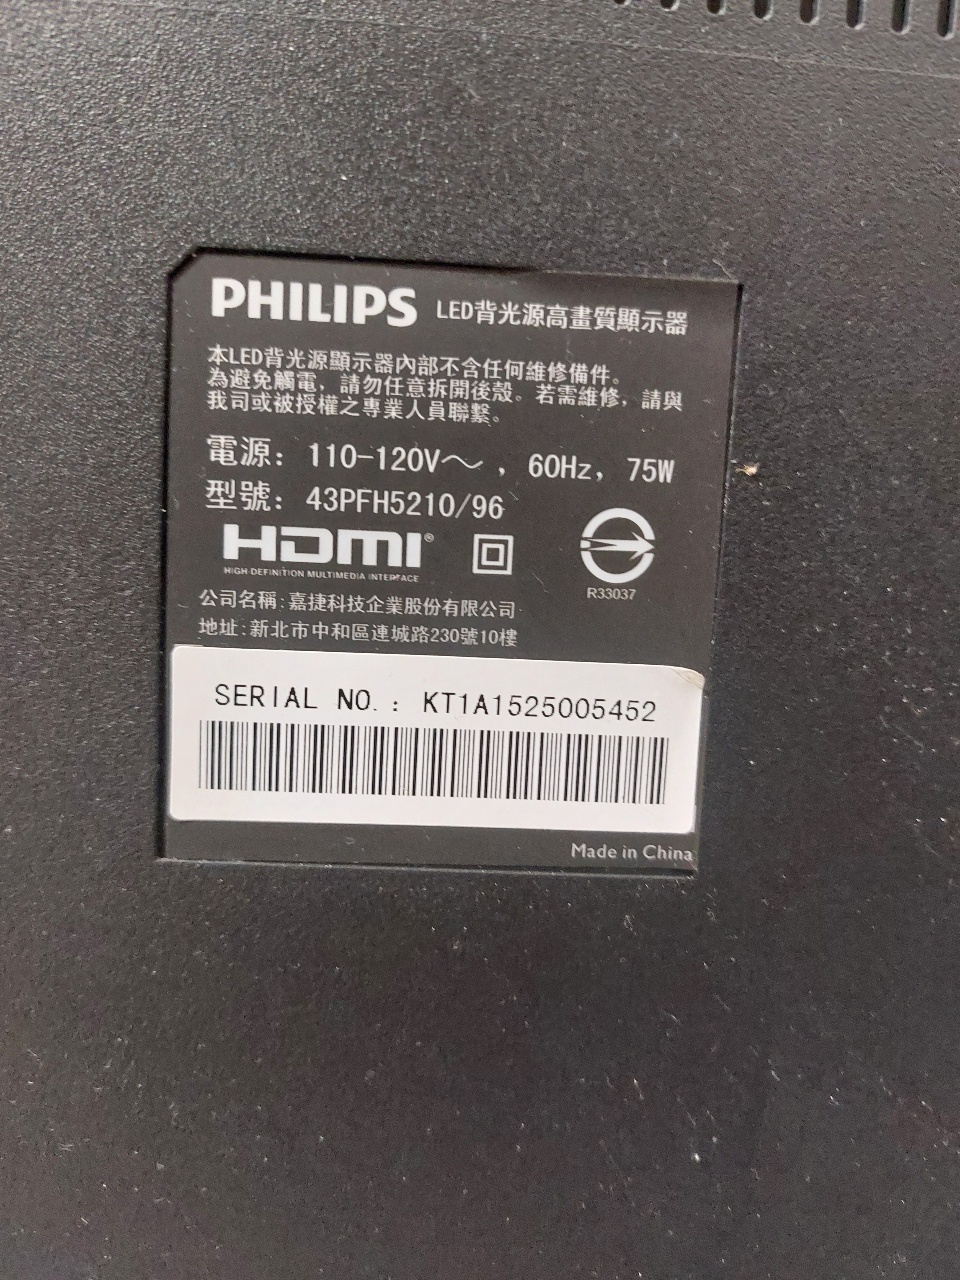 PHILIPS LED背光源高畫質顯示器
本LED背光源顯示器內部不含任何維修備件。
為避免觸電，請勿任意拆開後殼。若需維修，請與
我司或被授權之專業人員聯繫。
電源： 110-120V～ , 60Hz, 75W
型號： 43PFH5210/96
HDMI®
HIGH-DEFINITION MULTIMEDIA INTERFACE
R33037
公司名稱:嘉捷科技企業股份有限公司
地址:新北市中和區連城路230號10樓
SERIAL NO.: KT1A1525005452
Made in China